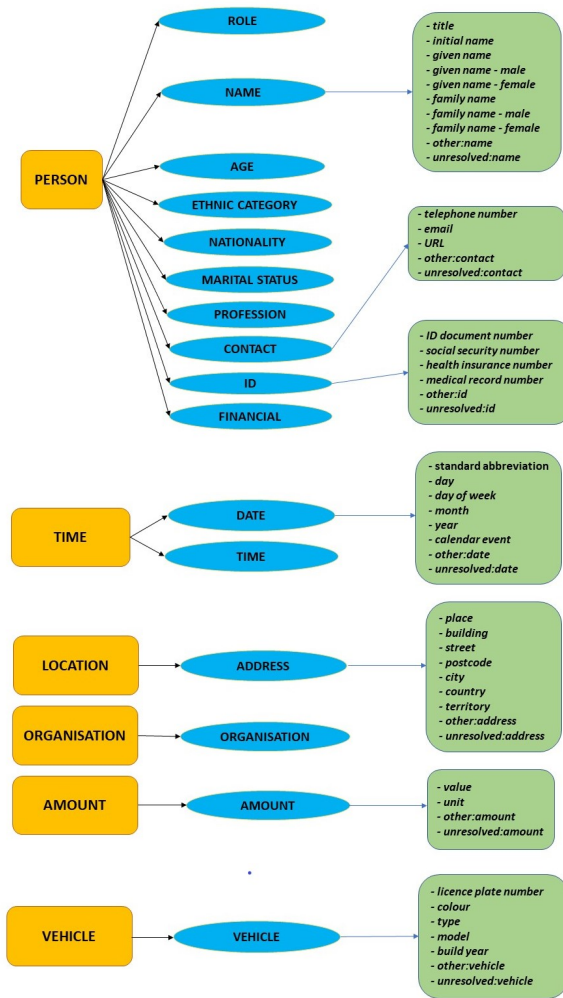 PERSON
ROLE
NAME
- title
- initial name
- given name
- given name - male
- given name - female
- family name
- family name - male
- family name - female
- other:name
- unresolved:name
AGE
ETHNIC CATEGORY
NATIONALITY
MARITAL STATUS
PROFESSION
CONTACT
- telephone number
- email
- URL
- other:contact
- unresolved:contact
ID
- ID document number
- social security number
- health insurance number
- medical record number
- other:id
- unresolved:id
FINANCIAL
TIME
DATE
- standard abbreviation
- day
- day of week
- month
- year
- calendar event
- other:date
- unresolved:date
TIME
LOCATION
ADDRESS
- place
- building
- street
- postcode
- city
- country
- territory
- other:address
- unresolved:address
ORGANISATION
ORGANISATION
AMOUNT
AMOUNT
- value
- unit
- other:amount
- unresolved:amount
VEHICLE
VEHICLE
- licence plate number
- colour
- type
- model
- build year
- other:vehicle
- unresolved:vehicle